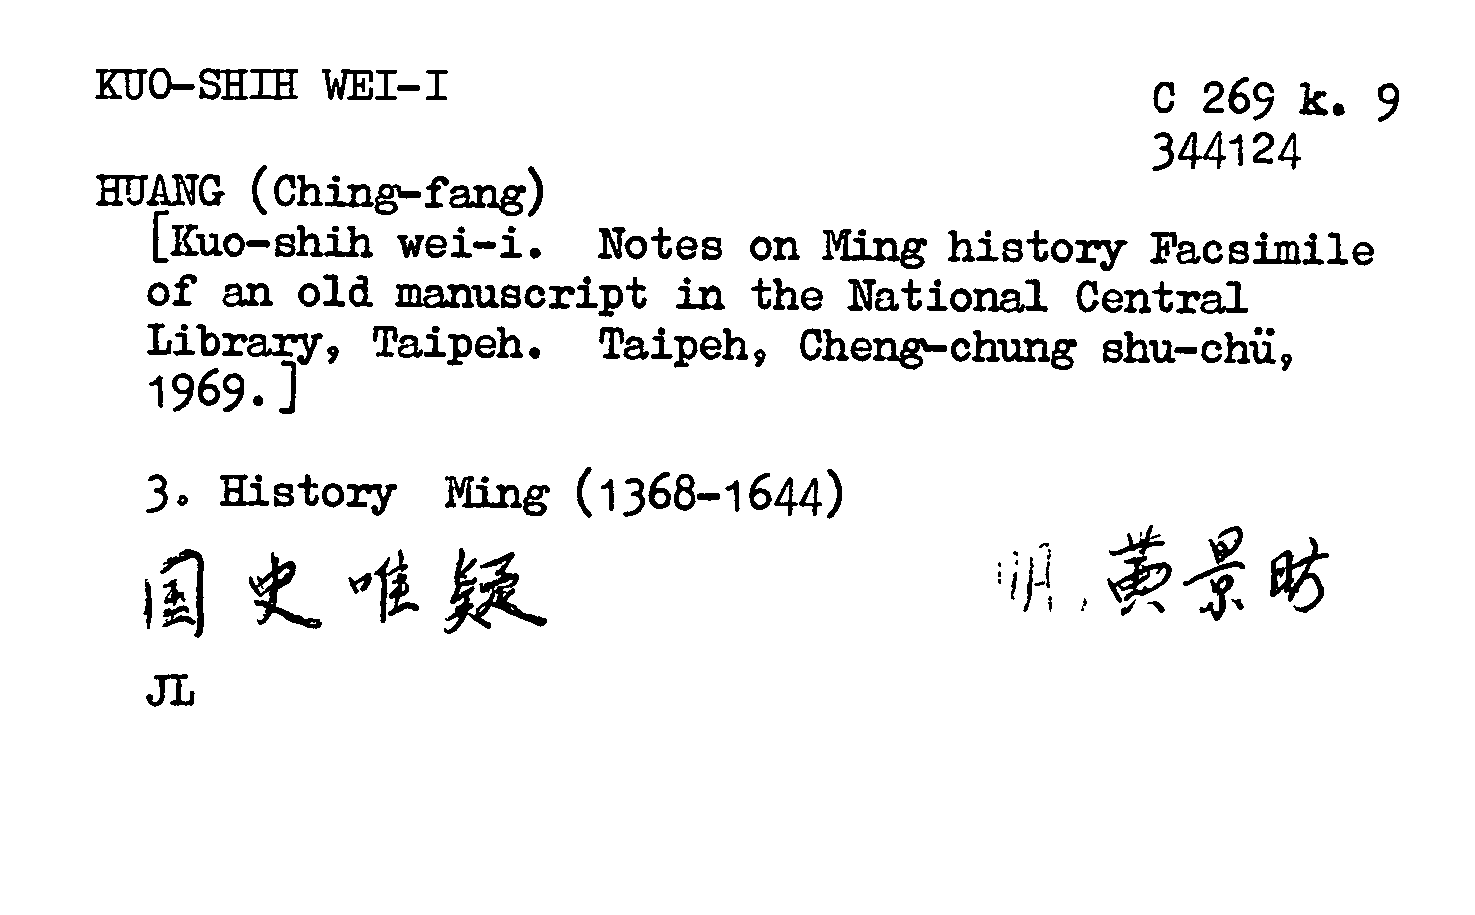 KUO-SHIH WEI-I
C 269 k. 9
344124
HUANG (Ching-fang)
[Kuo-shih wei-i. Notes on Ming history Facsimile
of an old manuscript in the National Central
Library, Taipeh. Taipeh, Cheng-chung shu-chü,
1969.]
3. History Ming (1368-1644)
国史唯疑 明,黄景昉
JL